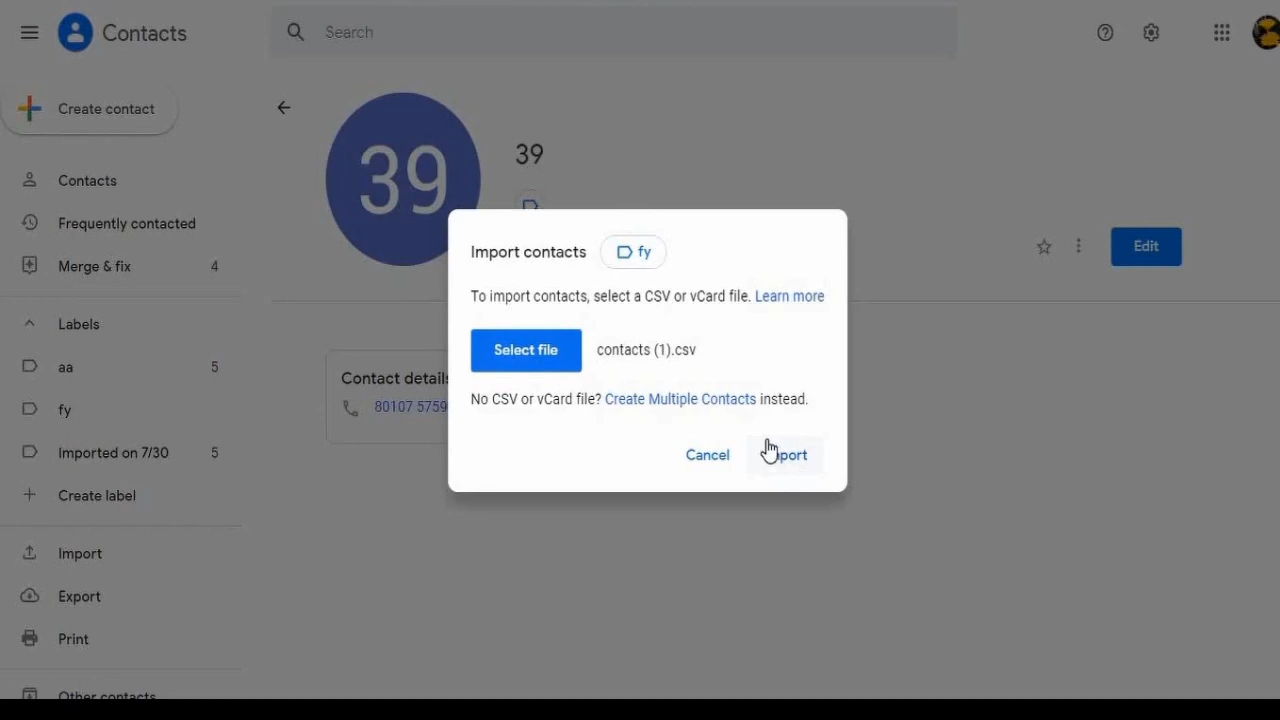 Contacts
Search
Create contact
39
39
Contacts
Frequently contacted
Edit
Merge & fix 4
Import contacts fy
To import contacts, select a CSV or vCard file. Learn more
Labels
Select file contacts (1).csv
aa 5
Contact details
No CSV or vCard file? Create Multiple Contacts instead.
80107 5759
fy
Imported on 7/30 5
Cancel port
Create label
Import
Export
Print
Other contacts